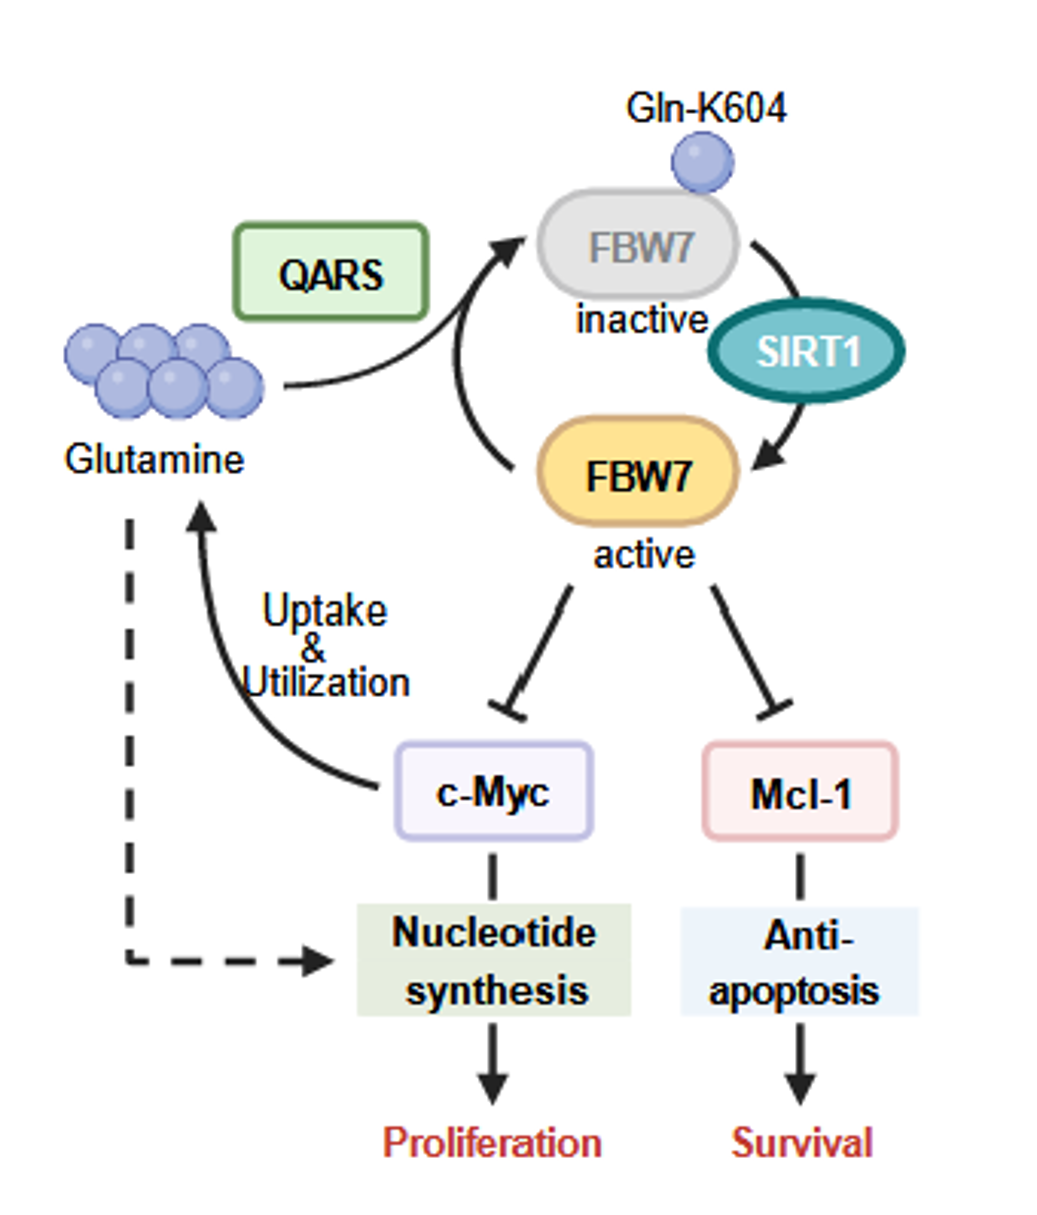 Gln-K604
FBW7
inactive
QARS
SIRT1
Glutamine
FBW7
active
Uptake
&
Utilization
c-Myc
Mcl-1
Nucleotide
synthesis
Anti-
apoptosis
Proliferation
Survival